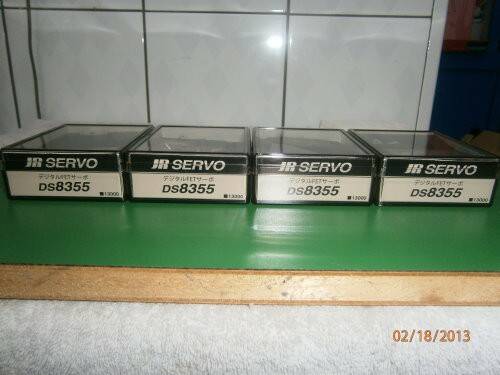 JR SERVO
デジタルFETサーボ
DS8355
■13000
JR SERVO
デジタルFETサーボ
DS8355
■13000
JR SERVO
デジタルFETサーボ
DS8355
■13000
JR SERVO
デジタルFETサーボ
DS8355
■13000
02/18/2013